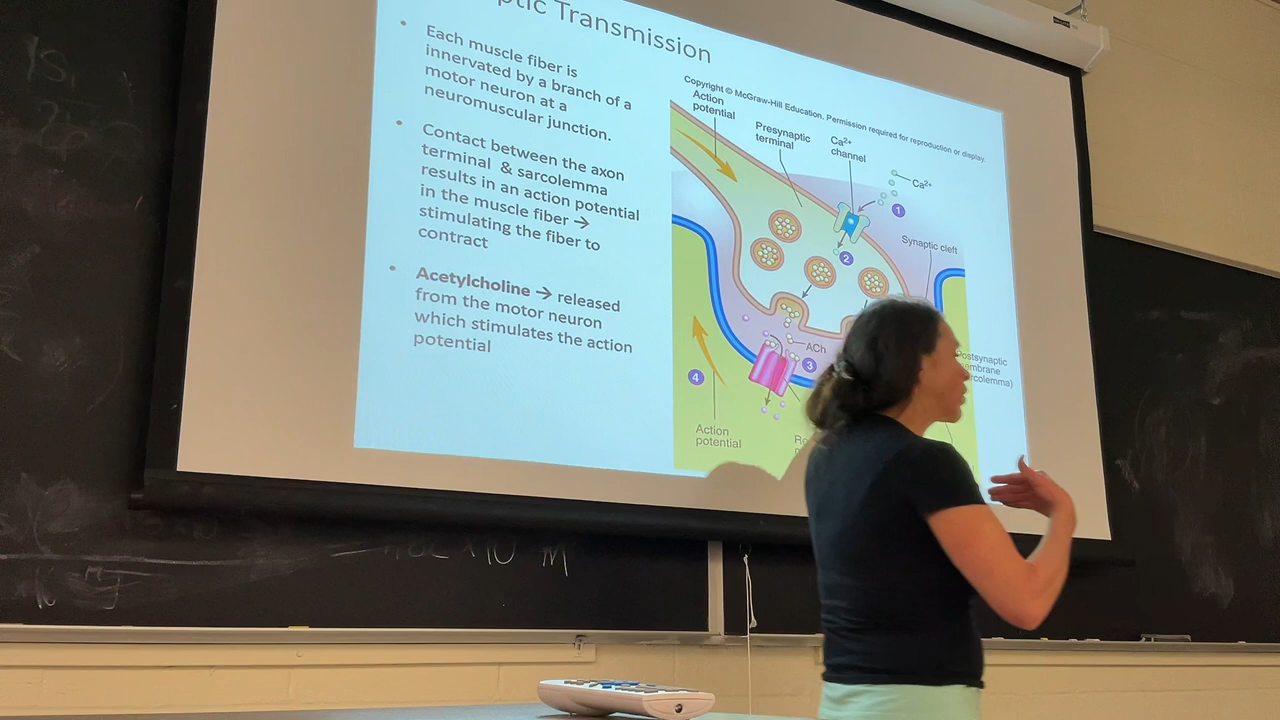 Transmission
• Each muscle fiber is
innervated by a branch of a
motor neuron at a
neuromuscular junction.
• Contact between the axon
terminal & sarcolemma
results in an action potential
in the muscle fiber →
stimulating the fiber to
contract
• Acetylcholine → released
from the motor neuron
which stimulates the action
potential
Copyright © McGraw-Hill Education. Permission required for reproduction or display.
Action
potential
Presynaptic
terminal
Ca²⁺
channel
Ca²⁺
1
2
Synaptic cleft
ACh
3
4
Action
potential
10 M